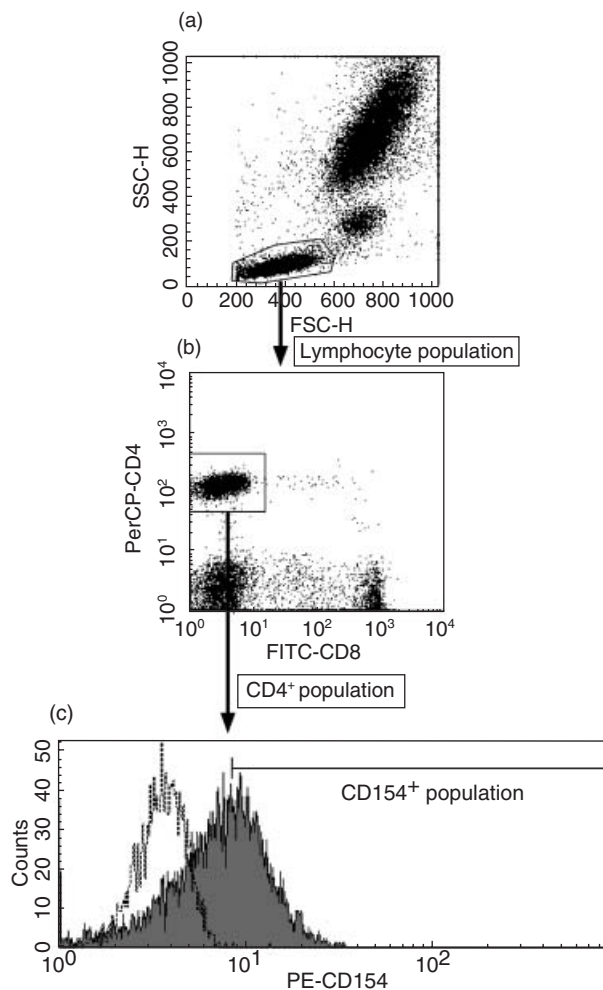 (a)
1000
800
600
400
200
0
SSC-H
0 200 400 600 800 1000
FSC-H
Lymphocyte population
(b)
10⁴
10³
10²
10¹
10⁰
PerCP-CD4
10⁰ 10¹ 10² 10³ 10⁴
FITC-CD8
CD4⁺ population
(c)
50
40
30
20
10
0
Counts
CD154⁺ population
10⁰ 10¹ 10²
PE-CD154